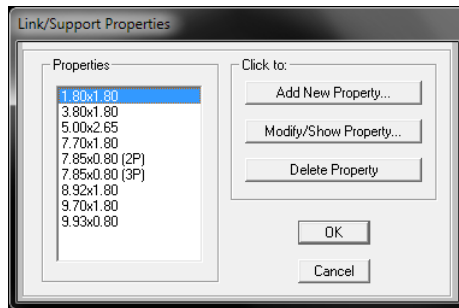 Link/Support Properties
Properties
1.80x1.80
3.80x1.80
5.00x2.65
7.70x1.80
7.85x0.80 (2P)
7.85x0.80 (3P)
8.92x1.80
9.70x1.80
9.93x0.80
Click to:
Add New Property...
Modify/Show Property...
Delete Property
OK
Cancel